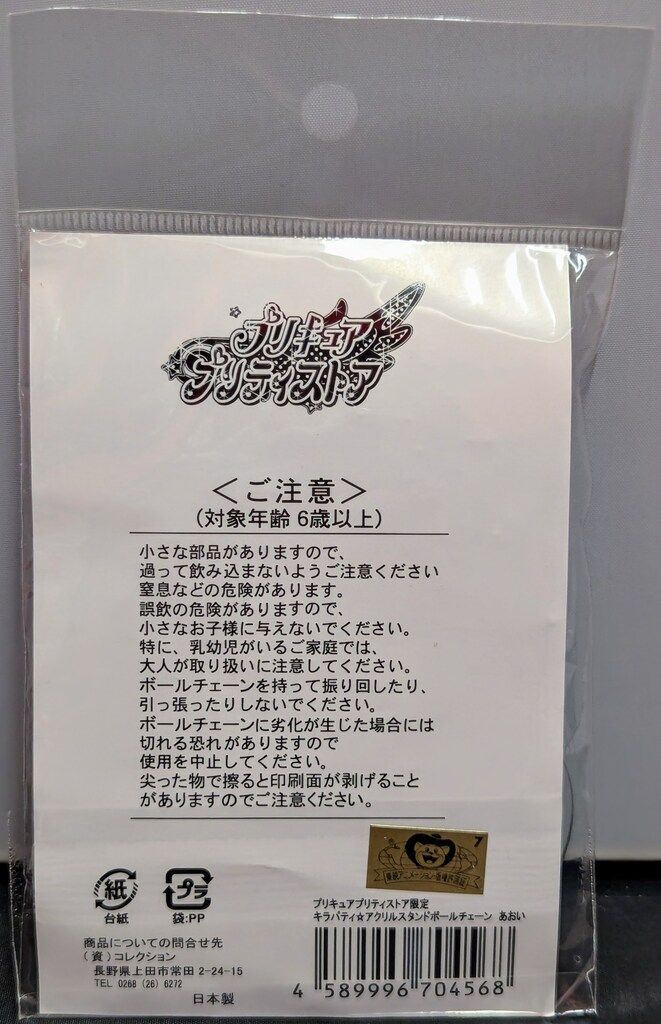 プリキュア
プリティストア
<ご注意>
(対象年齢 6歳以上)
小さな部品がありますので、
過って飲み込まないようご注意ください
窒息などの危険があります。
誤飲の危険がありますので、
小さなお子様に与えないでください。
特に、乳幼児がいるご家庭では、
大人が取り扱いに注意してください。
ボールチェーンを持って振り回したり、
引っ張ったりしないでください。
ボールチェーンに劣化が生じた場合には
切れる恐れがありますので
使用を中止してください。
尖った物で擦ると印刷面が剥げること
がありますのでご注意ください。
7
紙
台紙
プラ
袋:PP
プリキュアプリティストア限定
キラパティ☆アクリルスタンドボールチェーン あおい
商品についての問合せ先
(資)コレクション
長野県上田市常田 2-24-15
TEL 0268 (26) 6272
日本製
4 589996 704568